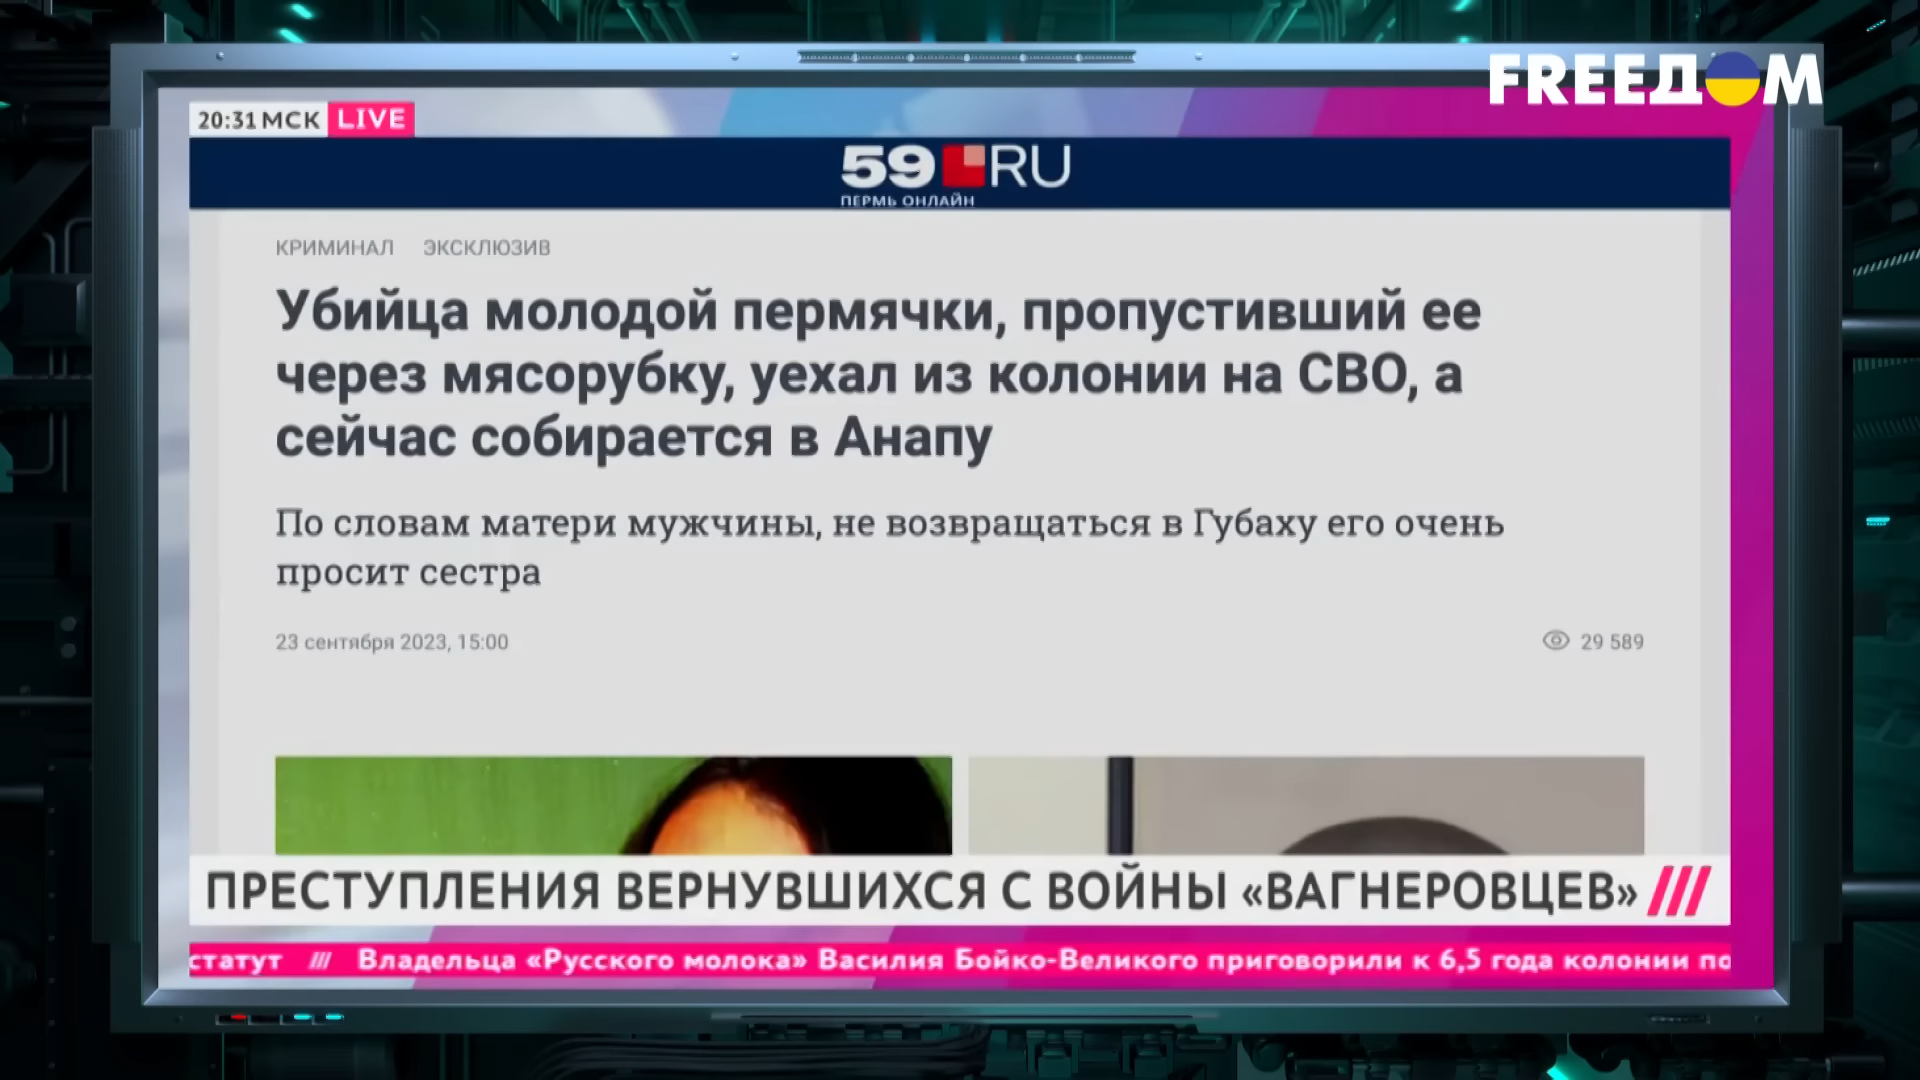 FREEДОМ
20:31 МСК LIVE
59 RU
ПЕРМЬ ОНЛАЙН
КРИМИНАЛ ЭКСКЛЮЗИВ
Убийца молодой пермячки, пропустивший ее
через мясорубку, уехал из колонии на СВО, а
сейчас собирается в Анапу
По словам матери мужчины, не возвращаться в Губаху его очень
просит сестра
23 сентября 2023, 15:00 29 589
ПРЕСТУПЛЕНИЯ ВЕРНУВШИХСЯ С ВОЙНЫ «ВАГНЕРОВЦЕВ» ///
статут /// Владельца «Русского молока» Василия Бойко-Великого приговорили к 6,5 года колонии по